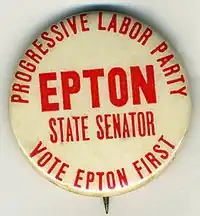 PROGRESSIVE LABOR PARTY
EPTON
STATE SENATOR
VOTE EPTON FIRST